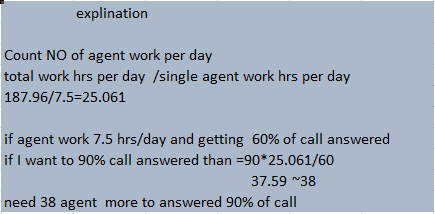 explination
Count NO of agent work per day
total work hrs per day /single agent work hrs per day
187.96/7.5=25.061
if agent work 7.5 hrs/day and getting 60% of call answered
if I want to 90% call answered than =90*25.061/60
37.59 ~38
need 38 agent more to answered 90% of call